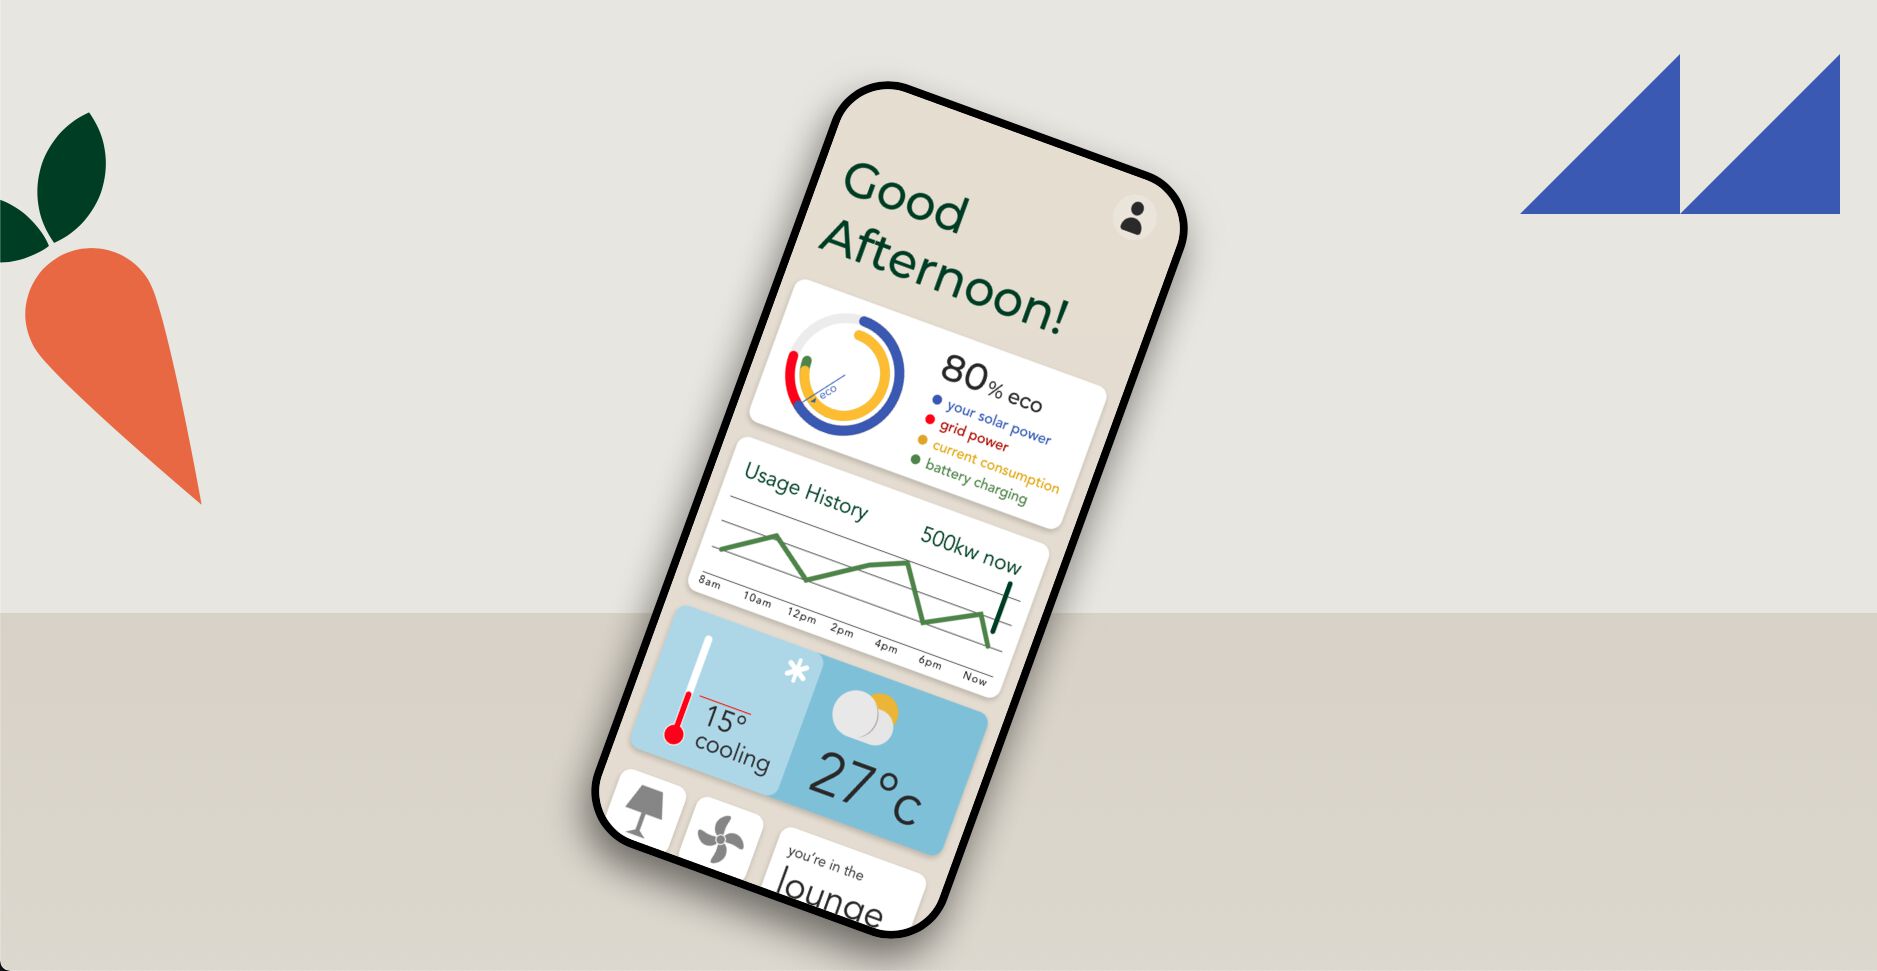 Good
Afternoon!
80% eco
your solar power
grid power
current consumption
battery charging
eco
Usage History
500kw now
8am 10am 12pm 2pm 4pm 6pm Now
15°
cooling
27°c
you're in the
lounge